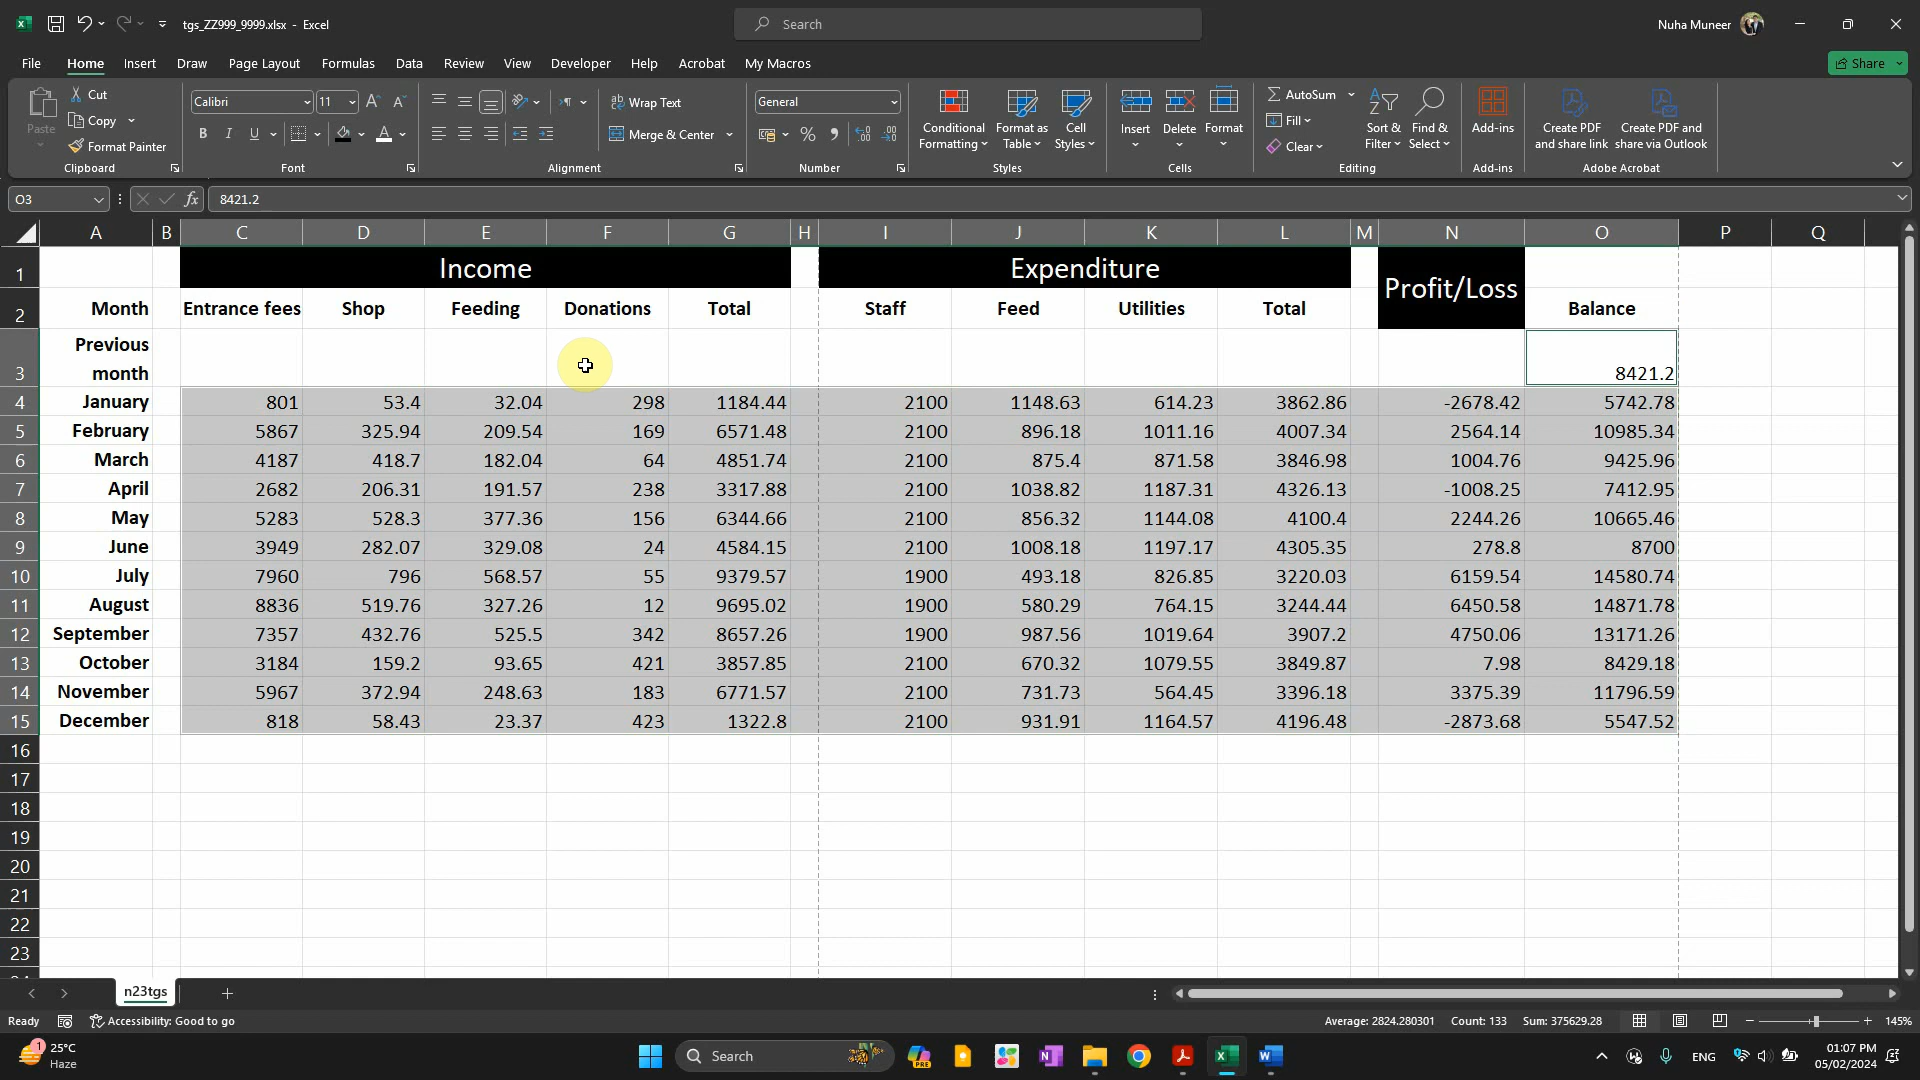 tgs_ZZ999_9999.xlsx - Excel
Search
Nuha Muneer
File Home Insert Draw Page Layout Formulas Data Review View Developer Help Acrobat My Macros
Share
Paste
Cut
Copy
Format Painter
Clipboard
Calibri 11
B I U
Font
Wrap Text
Merge & Center
Alignment
General
Number
Conditional Formatting
Format as Table
Cell Styles
Styles
Insert
Delete
Format
Cells
AutoSum
Fill
Clear
Sort & Filter
Find & Select
Editing
Add-ins
Add-ins
Create PDF and share link
Create PDF and share via Outlook
Adobe Acrobat
O3 fx 8421.2
A B C D E F G H I J K L M N O P Q
1 Income Expenditure Profit/Loss
2 Month Entrance fees Shop Feeding Donations Total Staff Feed Utilities Total Balance
3 Previous month 8421.2
4 January 801 53.4 32.04 298 1184.44 2100 1148.63 614.23 3862.86 -2678.42 5742.78
5 February 5867 325.94 209.54 169 6571.48 2100 896.18 1011.16 4007.34 2564.14 10985.34
6 March 4187 418.7 182.04 64 4851.74 2100 875.4 871.58 3846.98 1004.76 9425.96
7 April 2682 206.31 191.57 238 3317.88 2100 1038.82 1187.31 4326.13 -1008.25 7412.95
8 May 5283 528.3 377.36 156 6344.66 2100 856.32 1144.08 4100.4 2244.26 10665.46
9 June 3949 282.07 329.08 24 4584.15 2100 1008.18 1197.17 4305.35 278.8 8700
10 July 7960 796 568.57 55 9379.57 1900 493.18 826.85 3220.03 6159.54 14580.74
11 August 8836 519.76 327.26 12 9695.02 1900 580.29 764.15 3244.44 6450.58 14871.78
12 September 7357 432.76 525.5 342 8657.26 1900 987.56 1019.64 3907.2 4750.06 13171.26
13 October 3184 159.2 93.65 421 3857.85 2100 670.32 1079.55 3849.87 7.98 8429.18
14 November 5967 372.94 248.63 183 6771.57 2100 731.73 564.45 3396.18 3375.39 11796.59
15 December 818 58.43 23.37 423 1322.8 2100 931.91 1164.57 4196.48 -2873.68 5547.52
16
17
18
19
20
21
22
23
n23tgs
Ready Accessibility: Good to go Average: 2824.280301 Count: 133 Sum: 375629.28 145%
1 25°C
Haze
Search
PRE
ENG
01:07 PM
05/02/2024